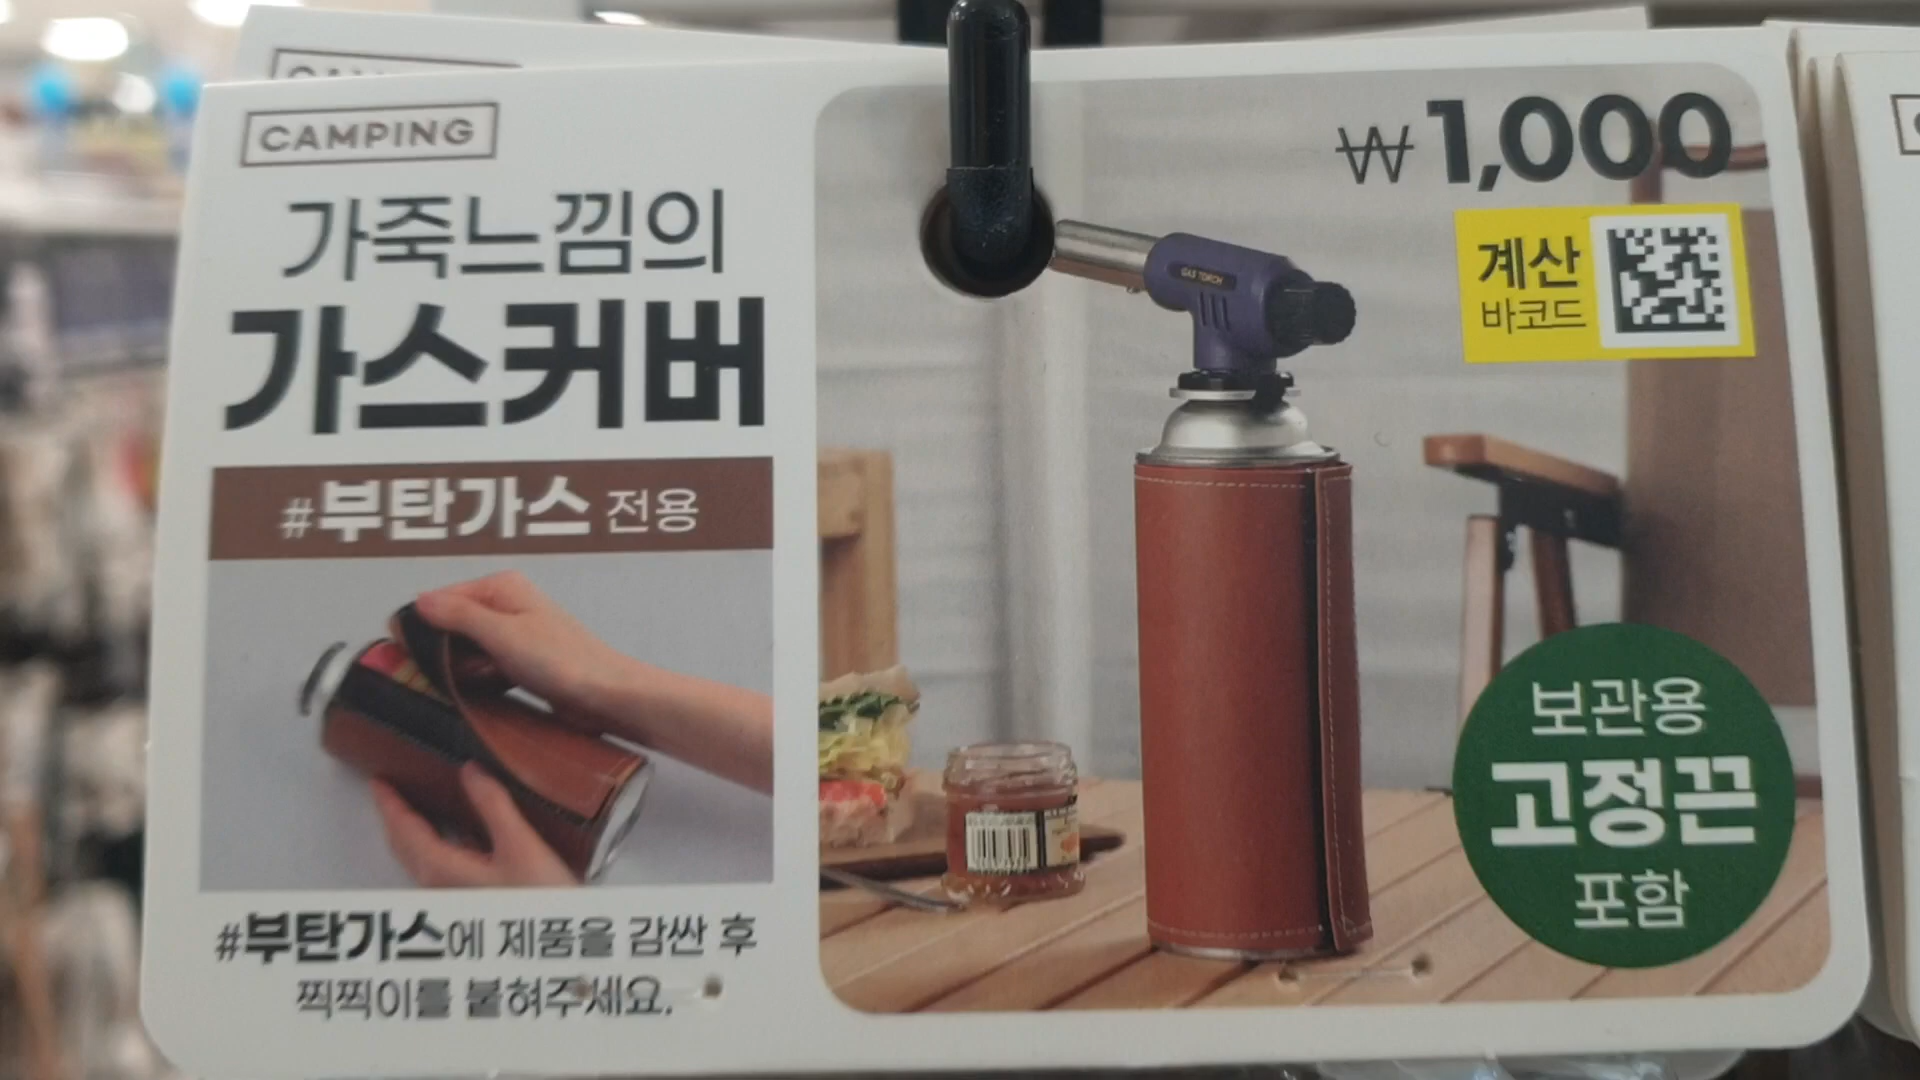 CAMPING
가죽느낌의
가스커버
#부탄가스 전용
#부탄가스에 제품을 감싼 후
찍찍이를 붙혀주세요.
₩1,000
계산
바코드
GAS TORCH
보관용
고정끈
포함